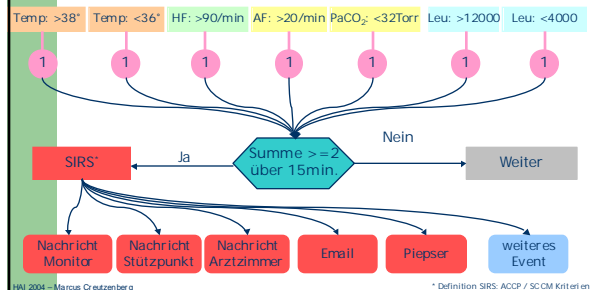 Temp: >38° Temp: <36° HF: >90/min AF: >20/min PaCO2: <32Torr Leu: >12000 Leu: <4000
1 1 1 1 1 1 1
Nein
Summe >=2
über 15min.
Ja
SIRS*
Weiter
Nachricht
Monitor
Nachricht
Stützpunkt
Nachricht
Arztzimmer
Email
Piepser
weiteres
Event
HAI 2004 – Marcus Creutzenberg
* Definition SIRS: ACCP / SCCM Kriterien